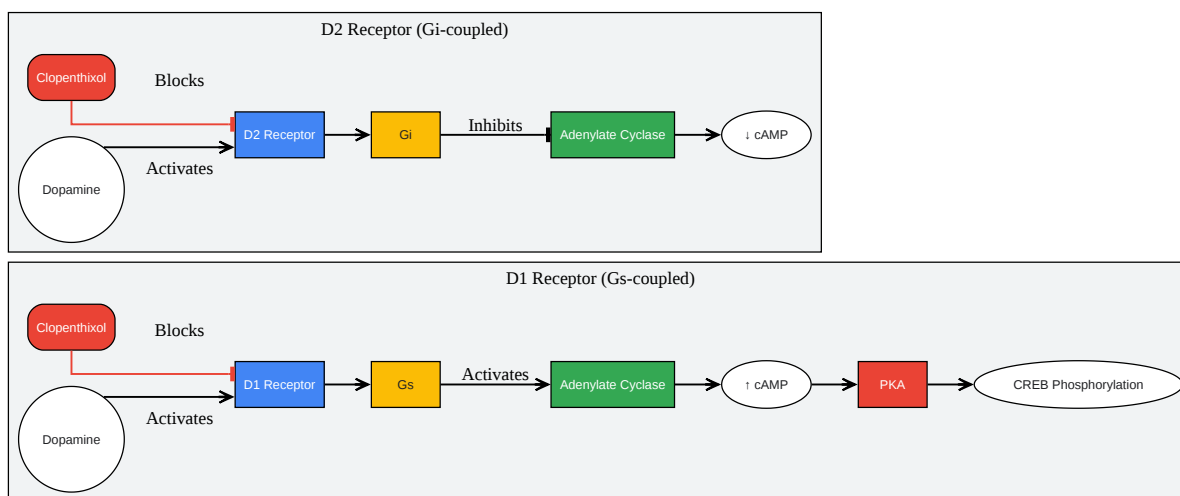 D2 Receptor (Gi-coupled)
Clopenthixol
Blocks
D2 Receptor
Gi
Inhibits
Adenylate Cyclase
↓ cAMP
Activates
Dopamine
D1 Receptor (Gs-coupled)
Clopenthixol
Blocks
D1 Receptor
Gs
Activates
Adenylate Cyclase
↑ cAMP
PKA
CREB Phosphorylation
Activates
Dopamine